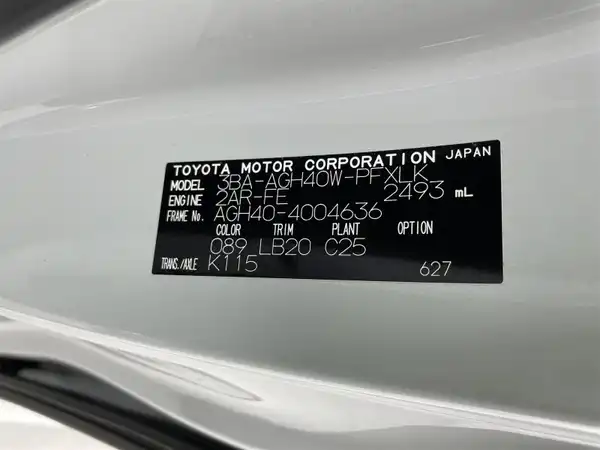 TOYOTA MOTOR CORPORATION JAPAN
MODEL 3BA-AGH40W-PFXLK
ENGINE 2AR-FE 2493 mL
FRAME No. AGH40-4004636
COLOR TRIM PLANT OPTION
089 LB20 C25
TRANS./AXLE K115 627